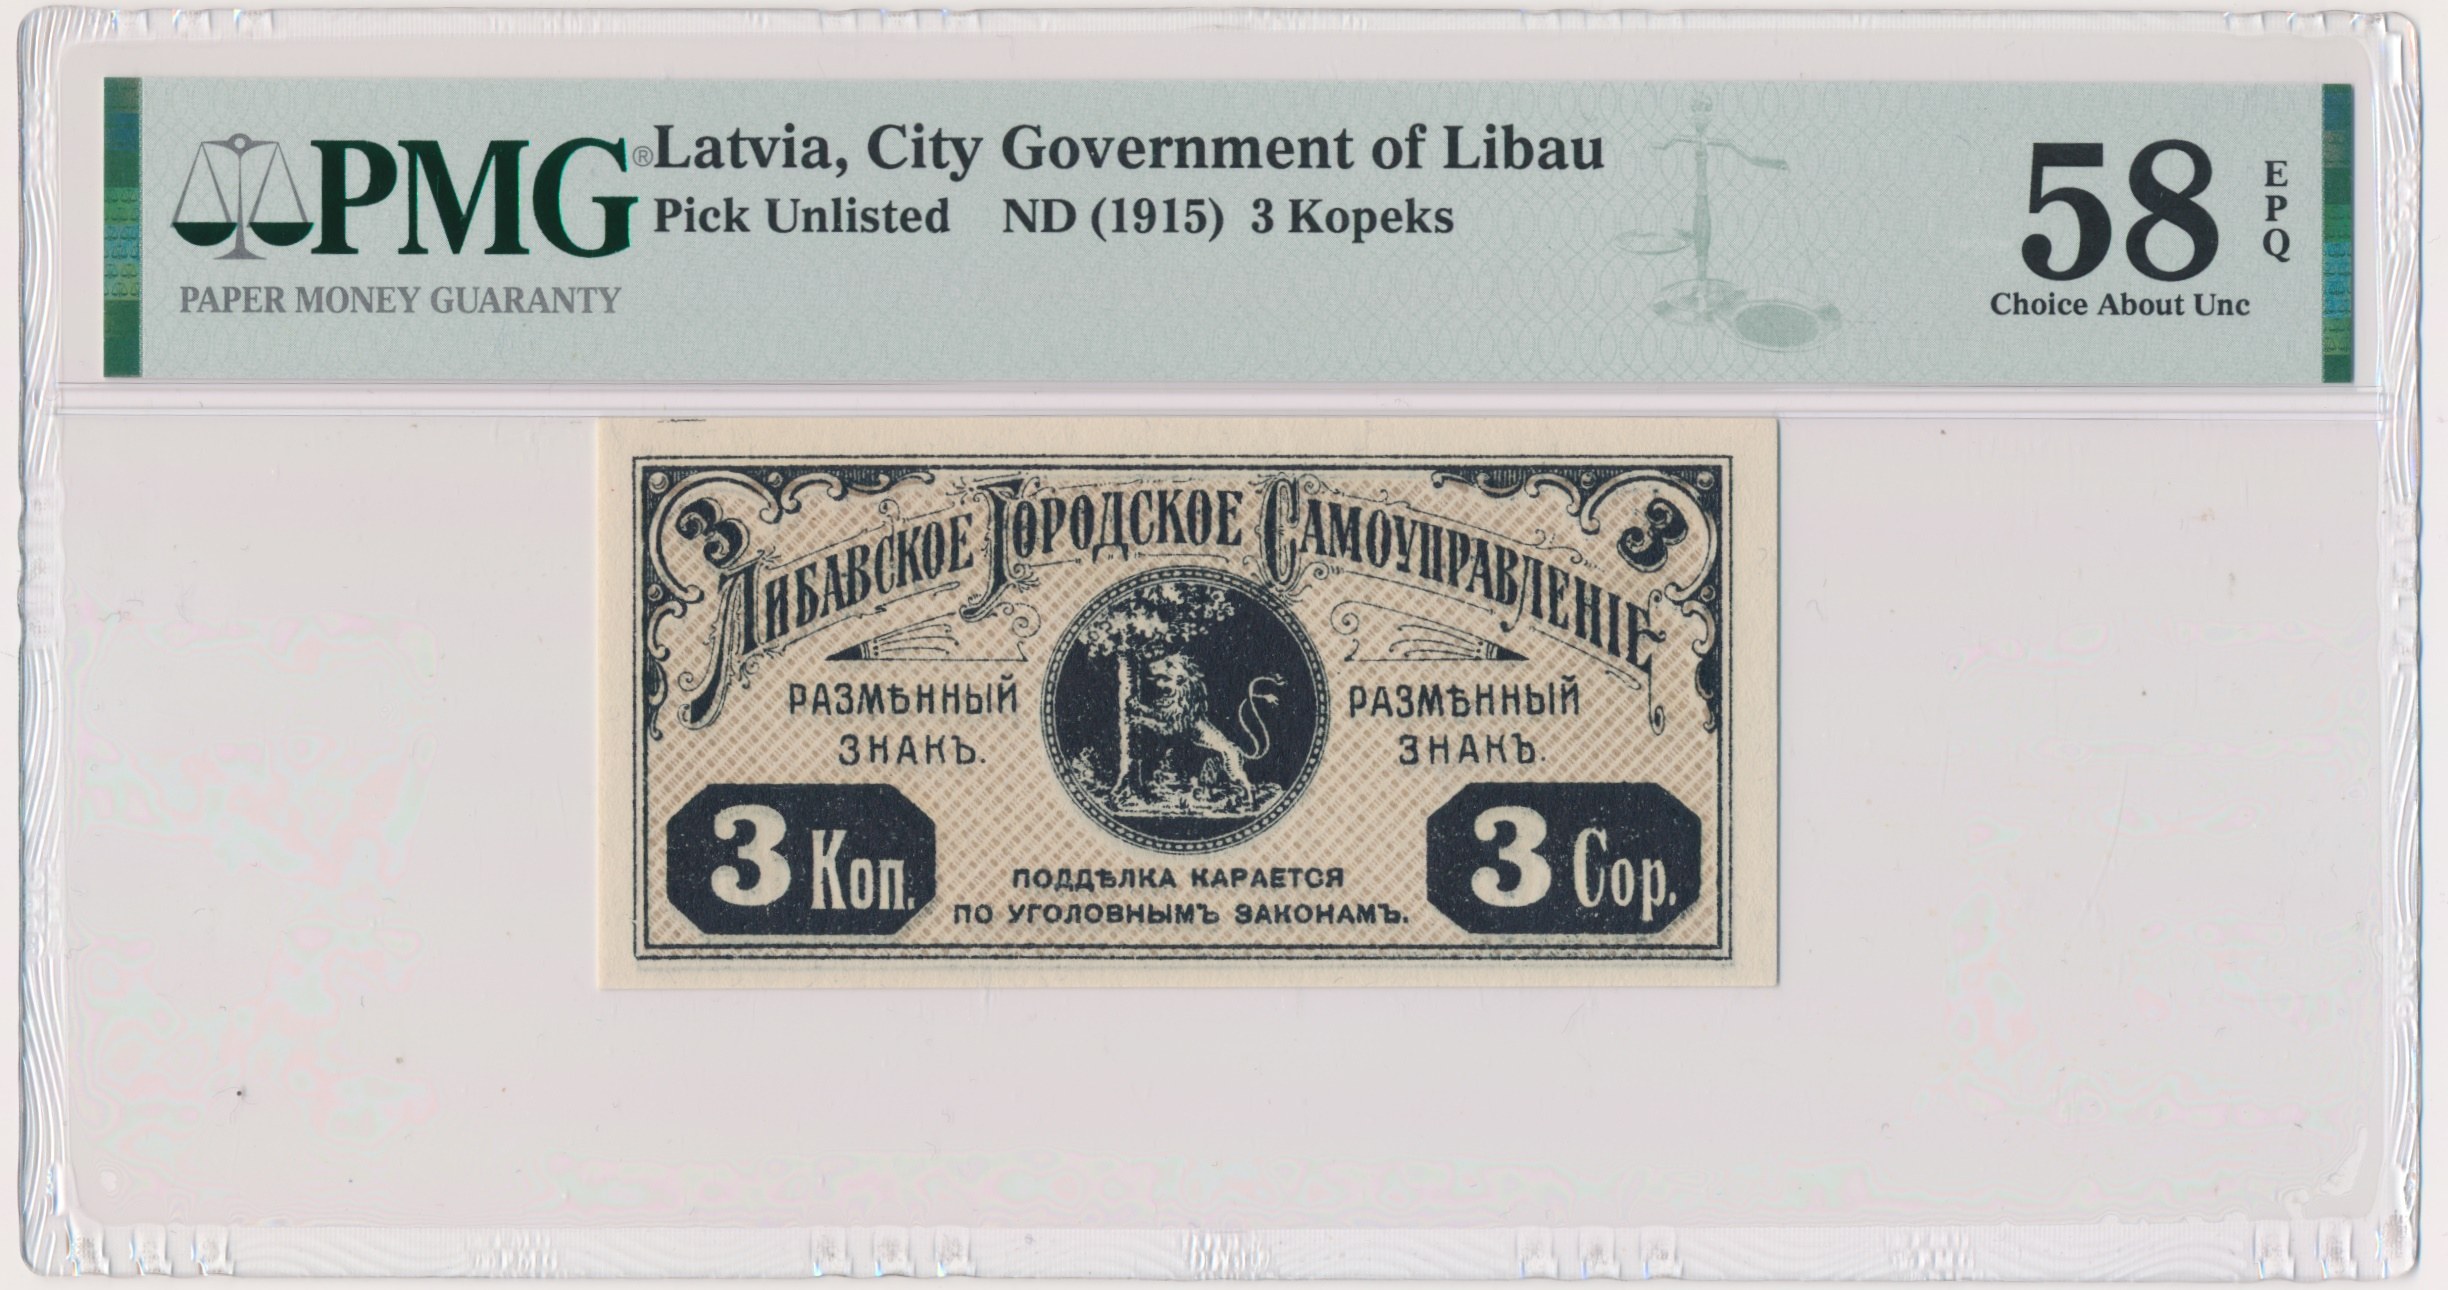 PMG®
PAPER MONEY GUARANTY
Latvia, City Government of Libau
Pick Unlisted ND (1915) 3 Kopeks
58
EPQ
Choice About Unc
3
3
Либавское Городское Самоуправленіе
РАЗМѢННЫЙ
ЗНАКЪ.
РАЗМѢННЫЙ
ЗНАКЪ.
3 Коп.
3 Cop.
ПОДДѢЛКА КАРАЕТСЯ
ПО УГОЛОВНЫМЪ ЗАКОНАМЪ.